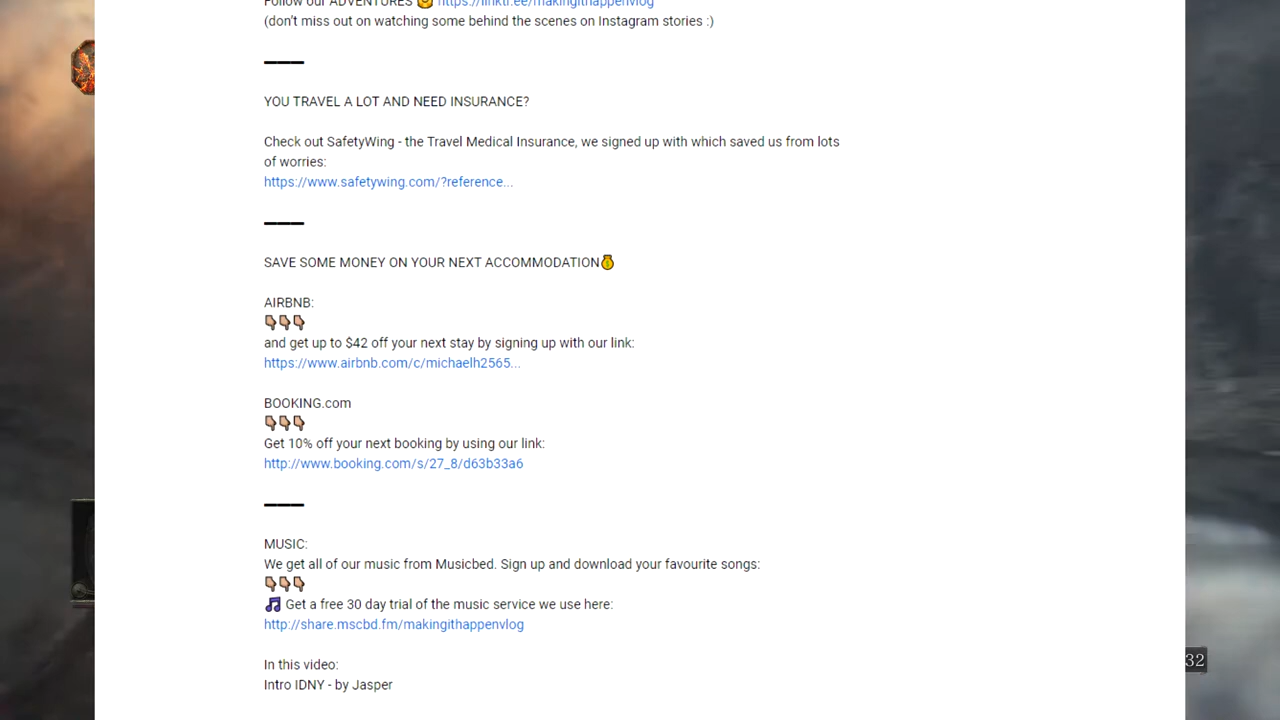 Follow our ADVENTURES 🤠 https://linktr.ee/makingithappenvlog
(don't miss out on watching some behind the scenes on Instagram stories :)
▬▬▬
YOU TRAVEL A LOT AND NEED INSURANCE?
Check out SafetyWing - the Travel Medical Insurance, we signed up with which saved us from lots
of worries:
https://www.safetywing.com/?reference...
▬▬▬
SAVE SOME MONEY ON YOUR NEXT ACCOMMODATION💰
AIRBNB:
👇🏼👇🏼👇🏼
and get up to $42 off your next stay by signing up with our link:
https://www.airbnb.com/c/michaelh2565...
BOOKING.com
👇🏼👇🏼👇🏼
Get 10% off your next booking by using our link:
http://www.booking.com/s/27_8/d63b33a6
▬▬▬
MUSIC:
We get all of our music from Musicbed. Sign up and download your favourite songs:
👇🏼👇🏼👇🏼
🎵 Get a free 30 day trial of the music service we use here:
http://share.mscbd.fm/makingithappenvlog
32
In this video:
Intro IDNY - by Jasper